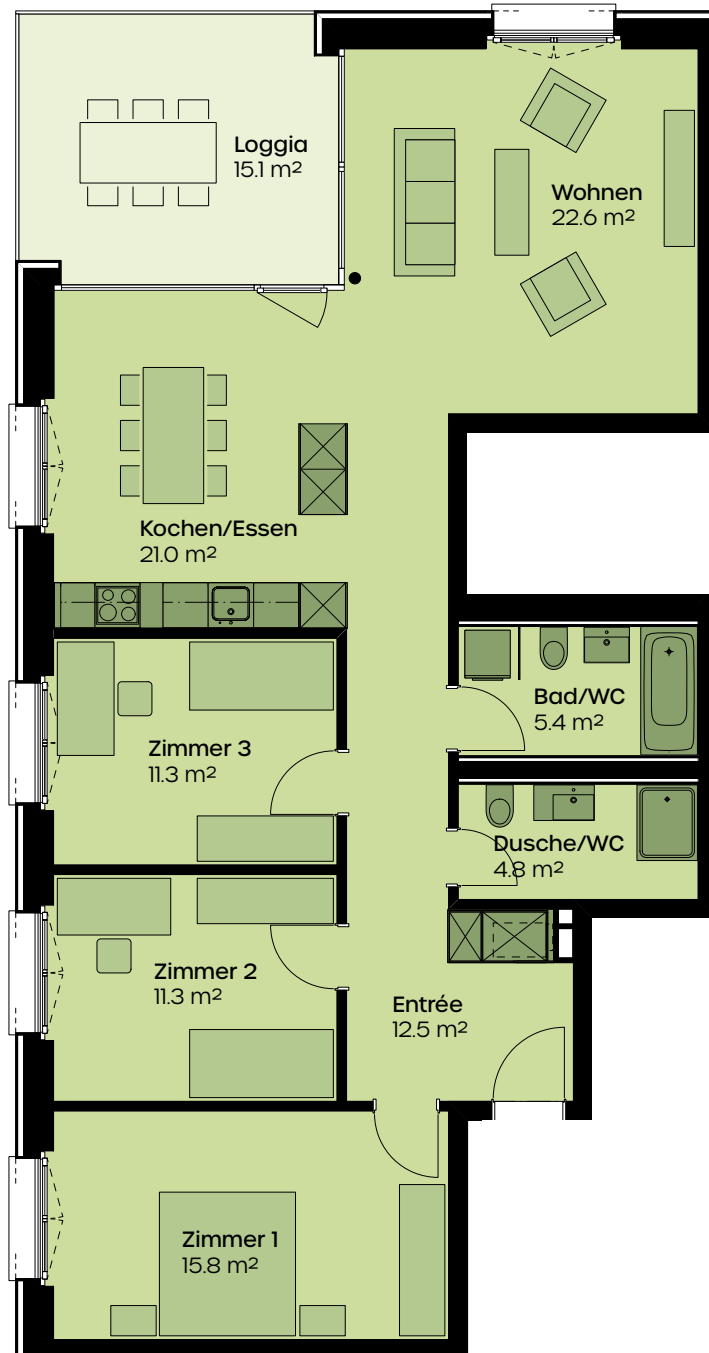 Loggia
15.1 m²
Wohnen
22.6 m²
Kochen/Essen
21.0 m²
Bad/WC
5.4 m²
Zimmer 3
11.3 m²
Dusche/WC
4.8 m²
Zimmer 2
11.3 m²
Entrée
12.5 m²
Zimmer 1
15.8 m²